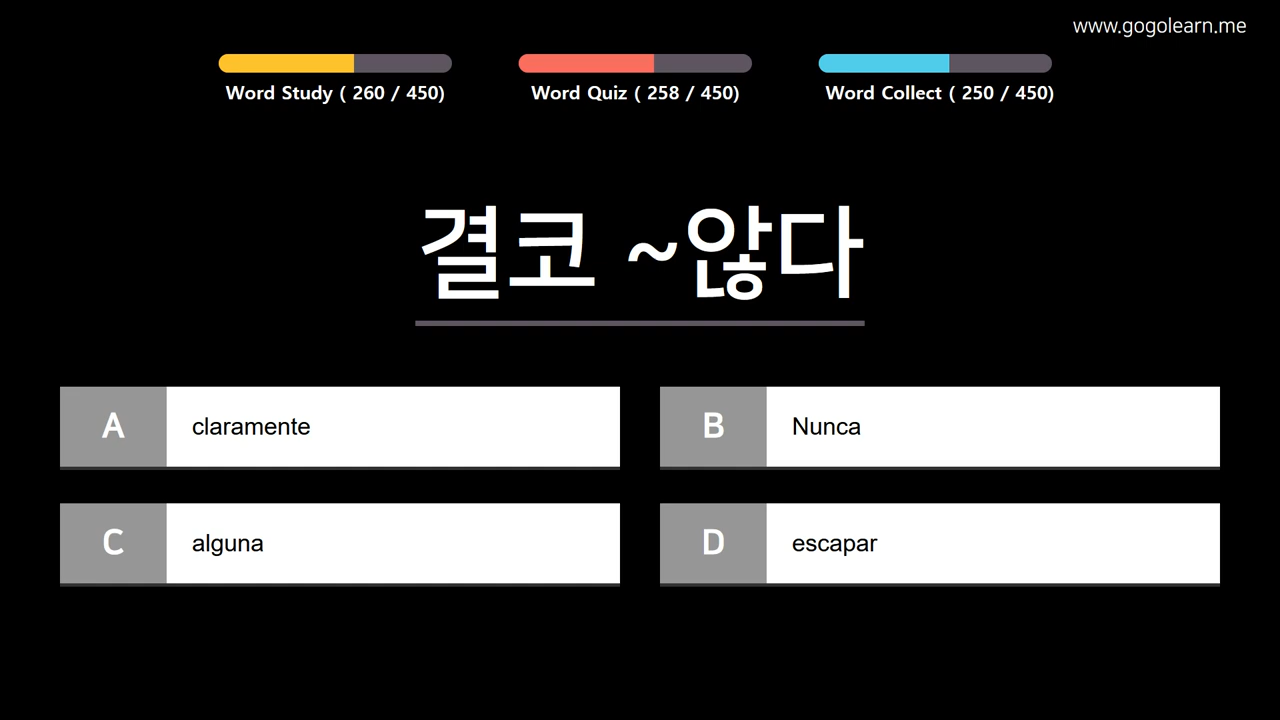 www.gogolearn.me
Word Study ( 260 / 450)
Word Quiz ( 258 / 450)
Word Collect ( 250 / 450)
결코 ~않다
A claramente
B Nunca
C alguna
D escapar